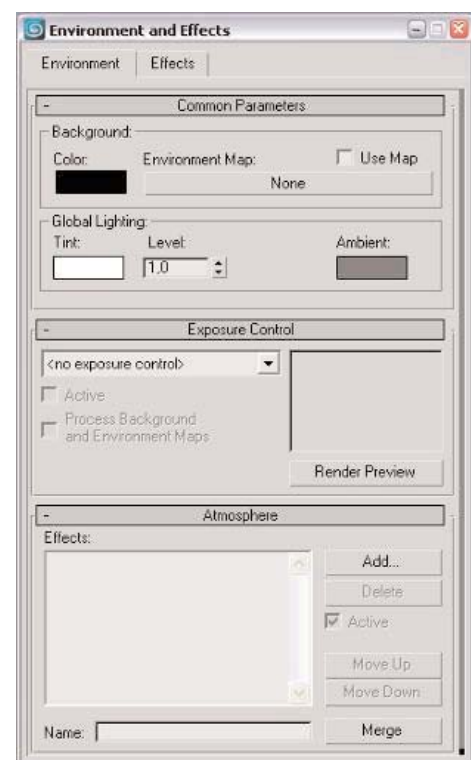 Environment and Effects
Environment Effects
- Common Parameters
Background:
Color: Environment Map: Use Map
None
Global Lighting:
Tint: Level: Ambient:
1,0
- Exposure Control
<no exposure control>
Active
Process Background
and Environment Maps
Render Preview
- Atmosphere
Effects:
Add...
Delete
Active
Move Up
Move Down
Name: Merge